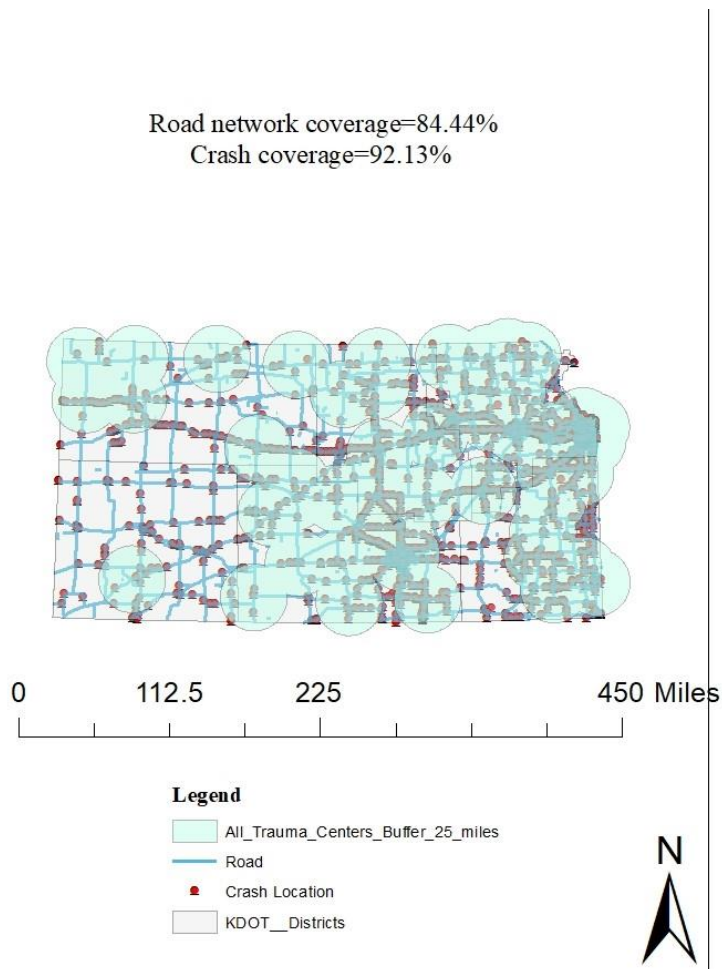 Road network coverage=84.44%
Crash coverage=92.13%
0 112.5 225 450 Miles
Legend
All_Trauma_Centers_Buffer_25_miles
Road
Crash Location
KDOT__Districts
N